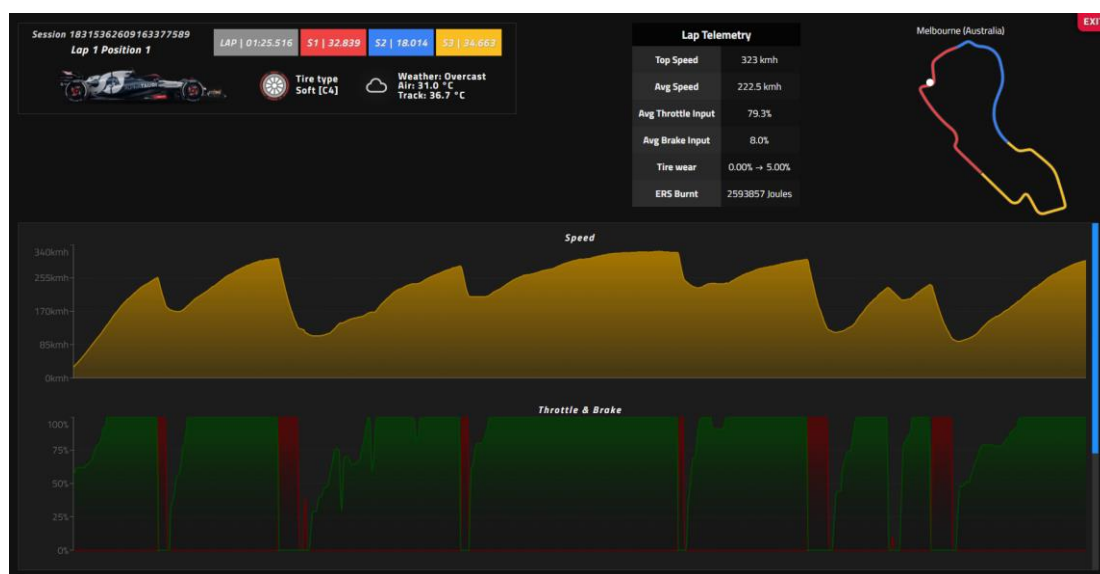 Session 18315362609163377589
Lap 1 Position 1
LAP | 01:25.516
S1 | 32.839
S2 | 18.014
S3 | 34.663
Tire type
Soft [C4]
Weather: Overcast
Air: 31.0 °C
Track: 36.7 °C
Lap Telemetry
Top Speed 323 kmh
Avg Speed 222.5 kmh
Avg Throttle Input 79.3%
Avg Brake Input 8.0%
Tire wear 0.00% → 5.00%
ERS Burnt 2593857 Joules
Melbourne (Australia)
EXI
Speed
340kmh
255kmh
170kmh
85kmh
0kmh
Throttle & Brake
100%
75%
50%
25%
0%